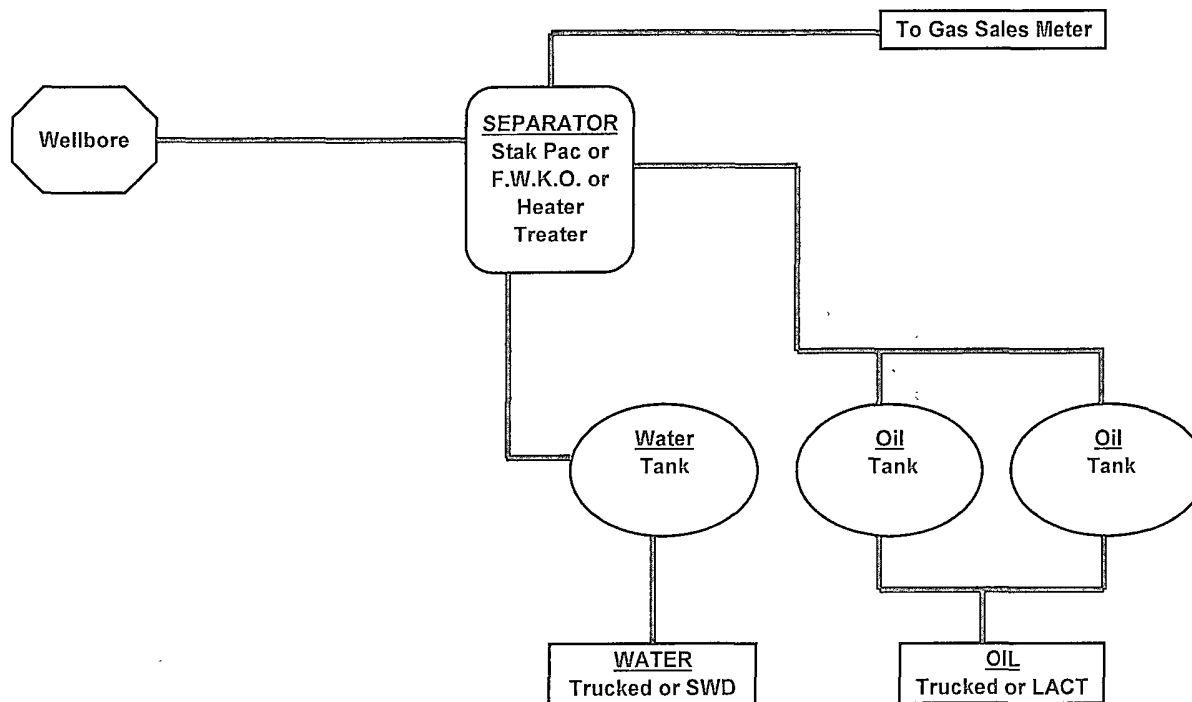 To Gas Sales Meter
Wellbore
SEPARATOR
Stak Pac or
F.W.K.O. or
Heater
Treater
Water
Tank
Oil
Tank
Oil
Tank
WATER
Trucked or SWD
OIL
Trucked or LACT